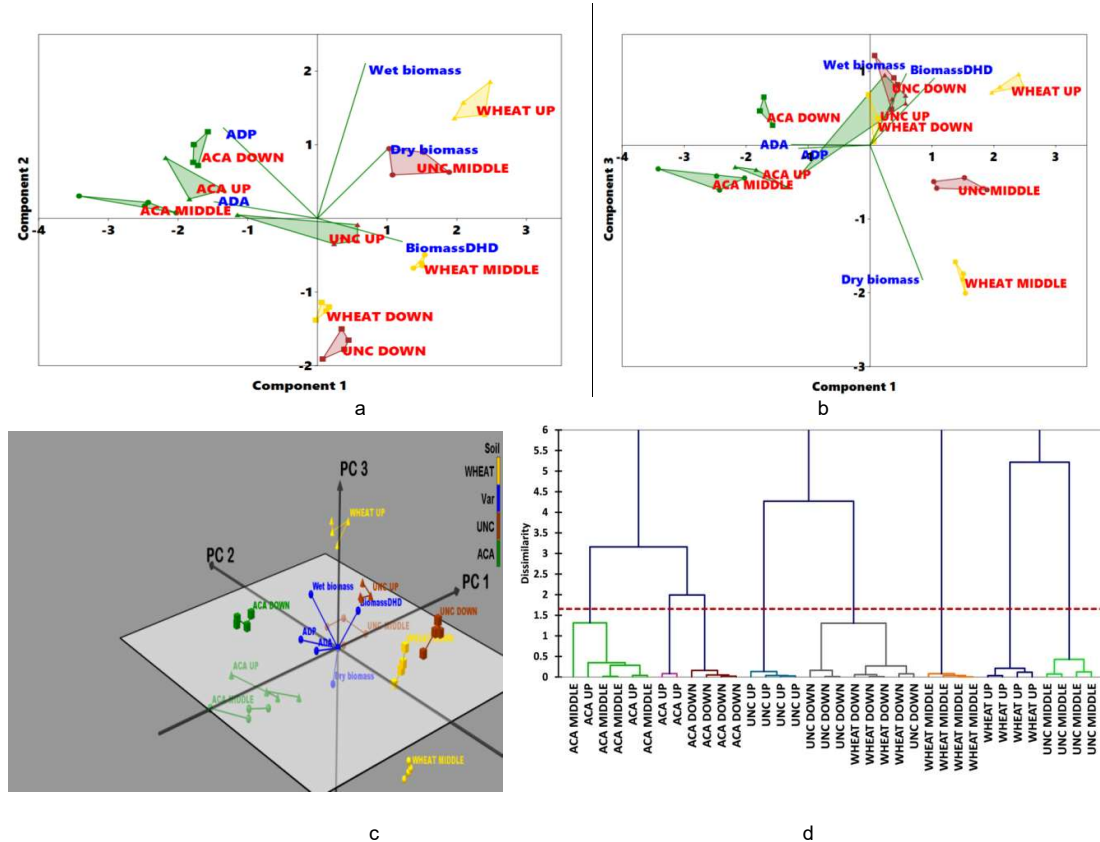 Component 2
2
1
-1
-2
-4
-3
-2
-1
0
1
2
3
Wet biomass
WHEAT UP
ADP
ACA DOWN
Dry biomass
UNC MIDDLE
ACA UP
ADA
ACA MIDDLE
UNC UP
BiomassDHD
WHEAT MIDDLE
WHEAT DOWN
UNC DOWN
Component 1
a
Component 3
1
-1
-2
-3
-4
-3
-2
-1
0
1
2
3
Wet biomass
BiomassDHD
UNC DOWN
WHEAT UP
ACA DOWN
UNC UP
WHEAT DOWN
ADA
ADP
ACA MIDDLE
UNC MIDDLE
Dry biomass
WHEAT MIDDLE
Component 1
b
Soil
WHEAT
Var
UNC
ACA
PC 3
WHEAT UP
PC 2
PC 1
Wet biomass
UNC UP
BiomassDHD
ACA DOWN
UNC DOWN
UNC MIDDLE
ADP
ADA
Dry biomass
ACA UP
ACA MIDDLE
WHEAT MIDDLE
c
Dissimilarity
6
5.5
5
4.5
4
3.5
3
2.5
2
1.5
1
0.5
0
ACA MIDDLE
ACA UP
ACA MIDDLE
ACA MIDDLE
ACA UP
ACA MIDDLE
ACA UP
ACA UP
ACA DOWN
ACA DOWN
ACA DOWN
ACA DOWN
UNC UP
UNC UP
UNC UP
UNC UP
UNC DOWN
UNC DOWN
UNC DOWN
WHEAT DOWN
WHEAT DOWN
WHEAT DOWN
WHEAT DOWN
UNC DOWN
WHEAT MIDDLE
WHEAT MIDDLE
WHEAT MIDDLE
WHEAT MIDDLE
WHEAT UP
WHEAT UP
WHEAT UP
WHEAT UP
UNC MIDDLE
UNC MIDDLE
UNC MIDDLE
UNC MIDDLE
d